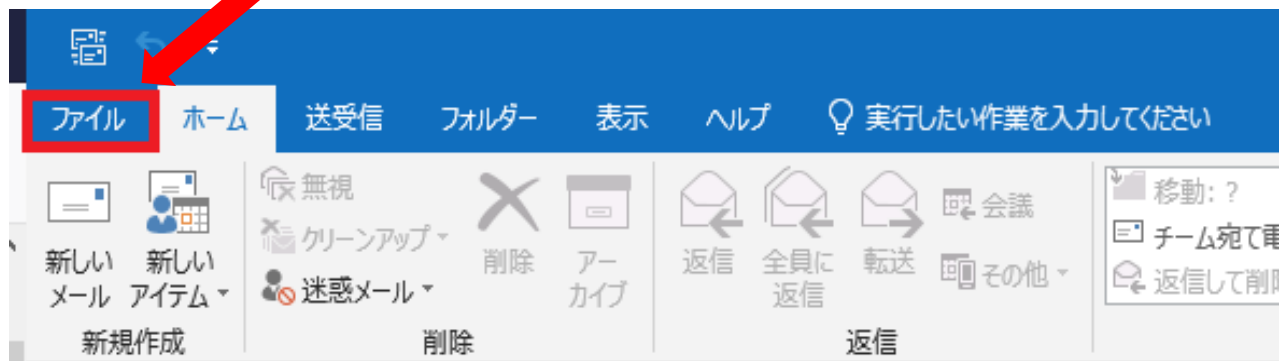 ファイル ホーム 送受信 フォルダー 表示 ヘルプ 実行したい作業を入力してください
新しい
メール
新しい
アイテム
無視
クリーンアップ
迷惑メール
削除
アー
カイブ
返信
全員に
返信
転送
会議
その他
移動: ?
チーム宛て電
返信して削除
新規作成 削除 返信